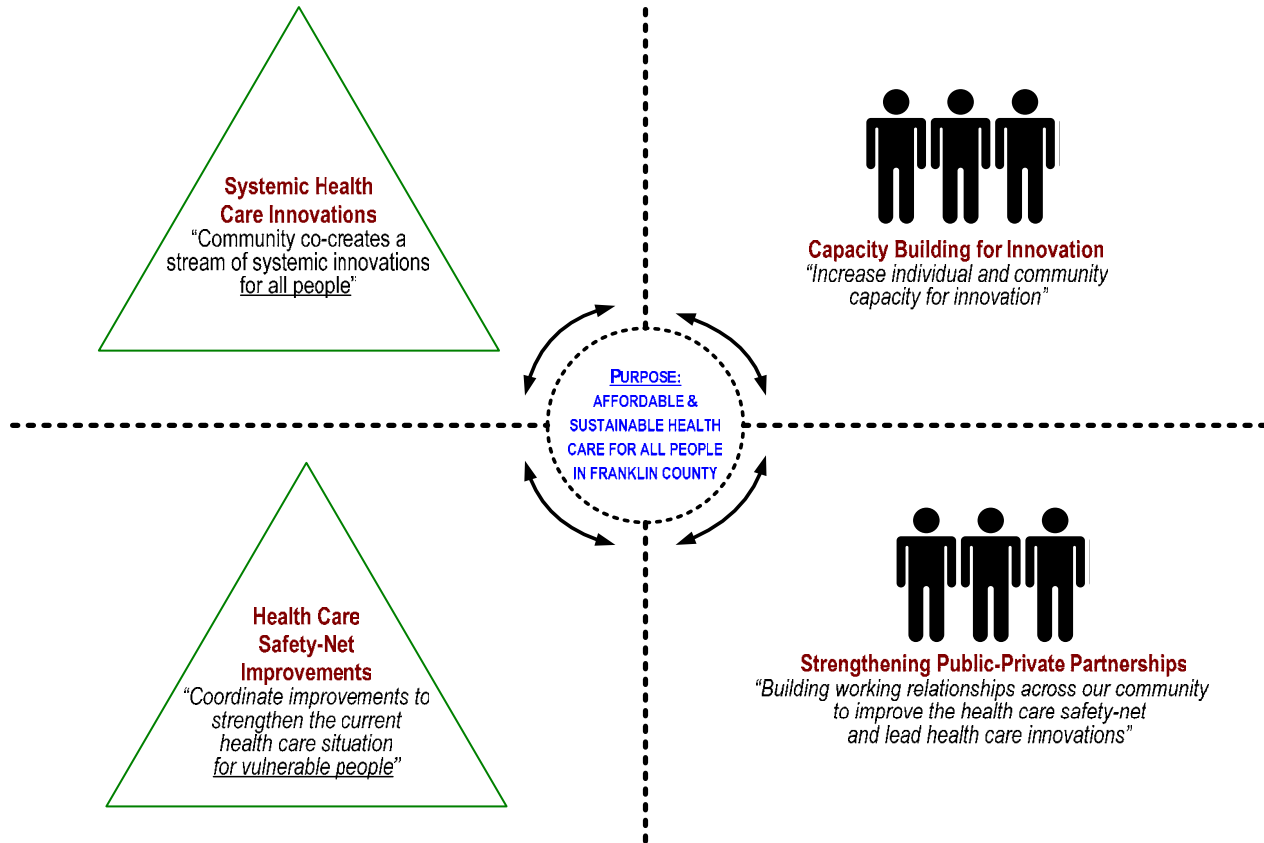 Systemic Health
Care Innovations
“Community co-creates a
stream of systemic innovations
for all people”
Capacity Building for Innovation
“Increase individual and community
capacity for innovation”
PURPOSE:
AFFORDABLE &
SUSTAINABLE HEALTH
CARE FOR ALL PEOPLE
IN FRANKLIN COUNTY
Health Care
Safety-Net
Improvements
“Coordinate improvements to
strengthen the current
health care situation
for vulnerable people”
Strengthening Public-Private Partnerships
“Building working relationships across our community
to improve the health care safety-net
and lead health care innovations”